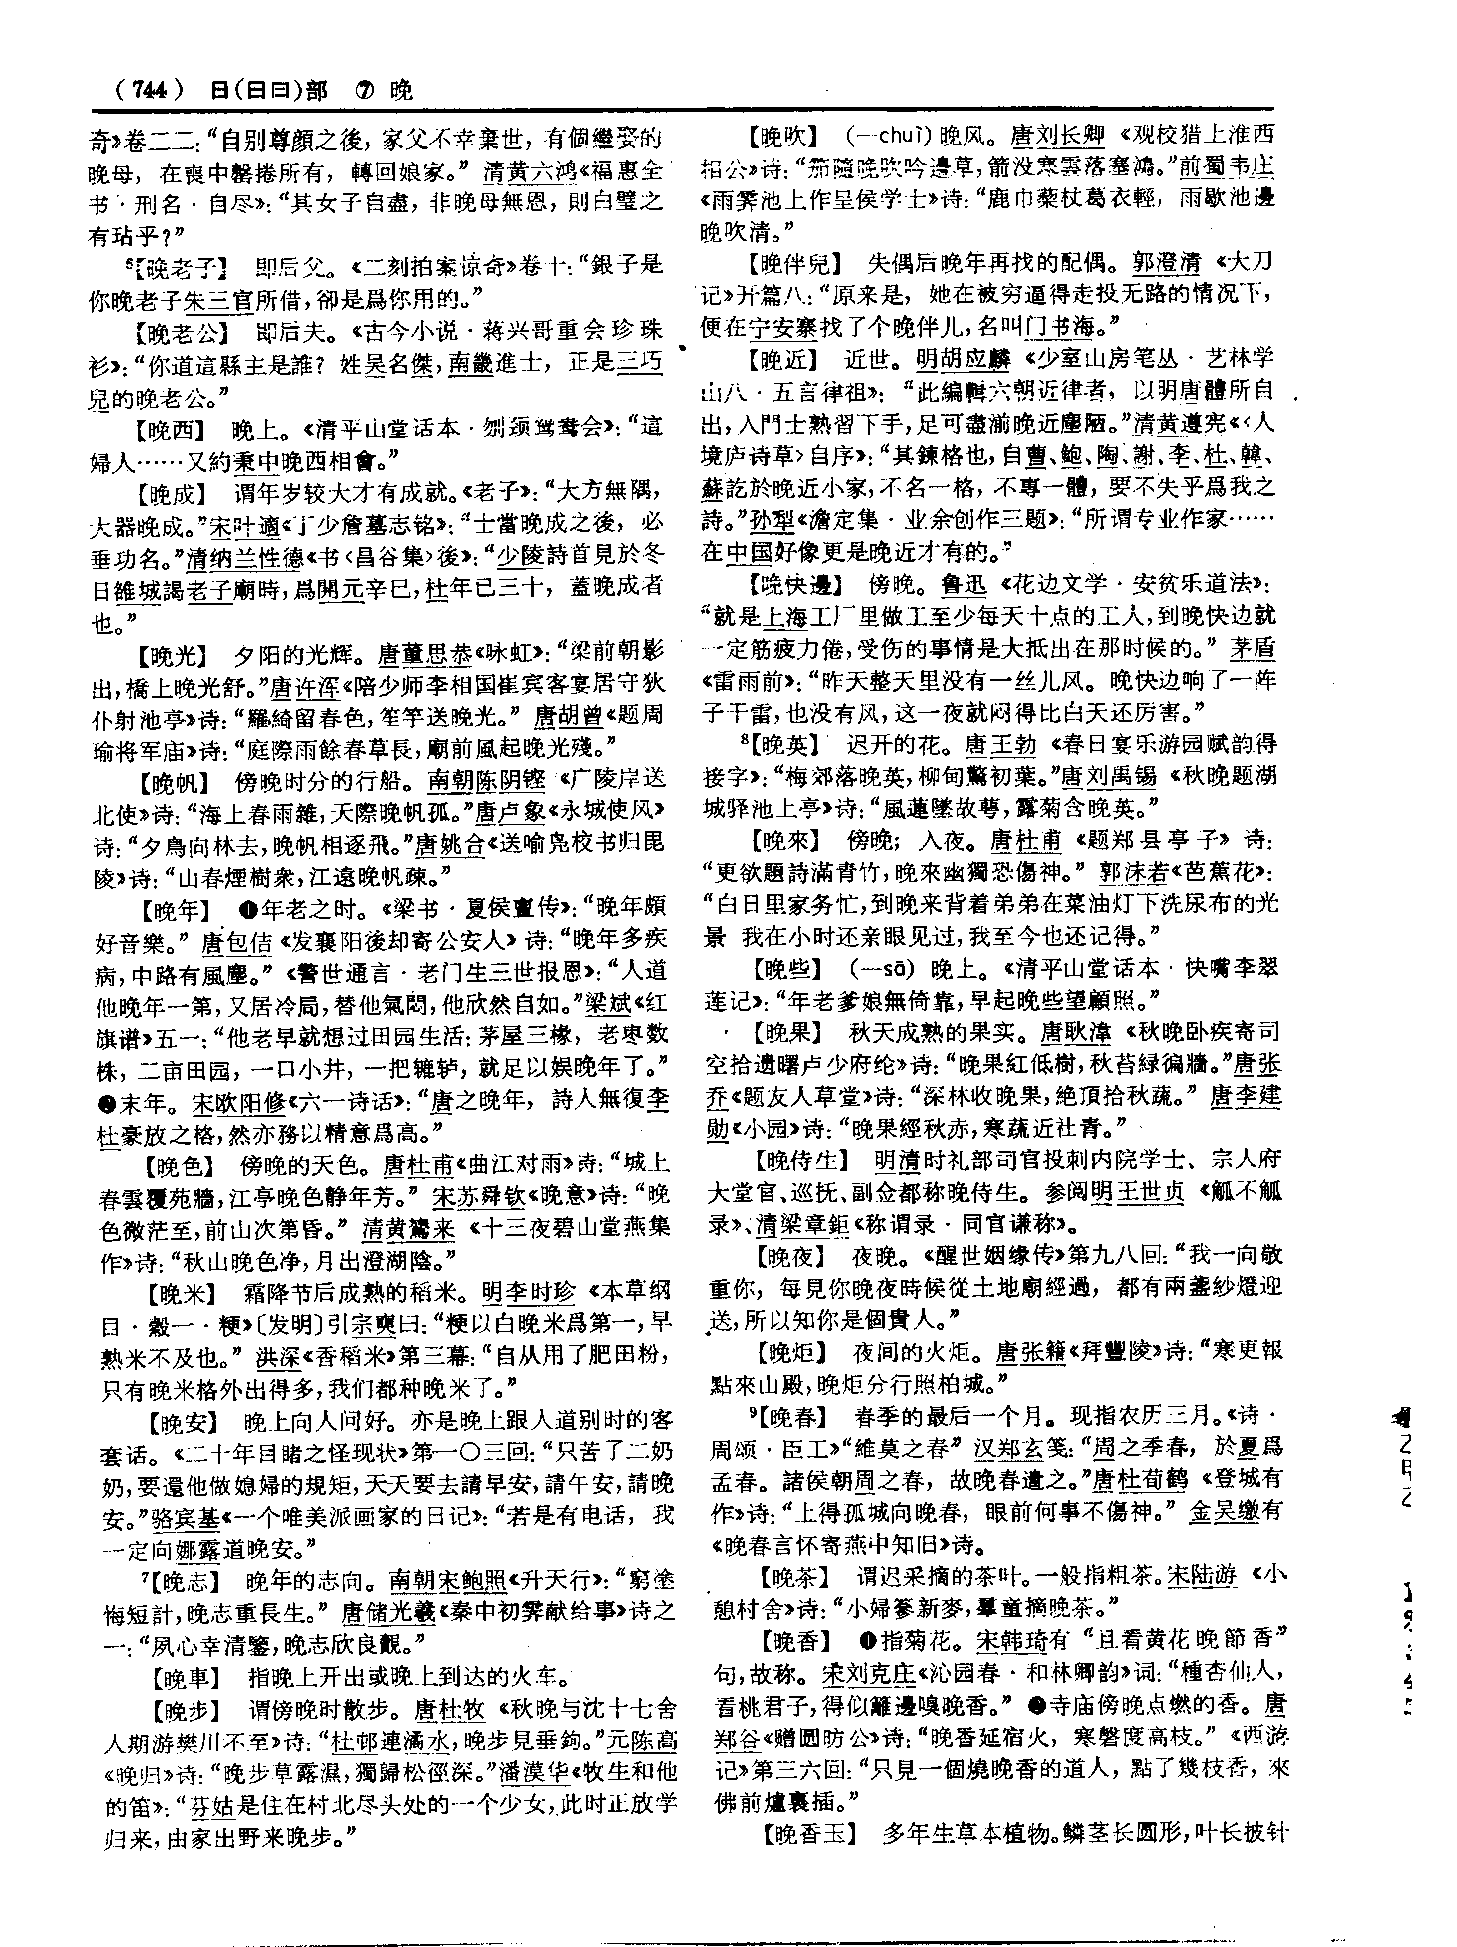 （744） 日(日曰)部 ⑦ 晚
奇》卷二二：“自别尊顔之後，家父不幸棄世，有個繼娶的
晚母，在喪中罄捲所有，轉回娘家。”清黄六鸿《福惠全
书·刑名·自尽》：“其女子自盡，非晚母無恩，則白璧之
有玷乎？”
5【晚老子】 即后父。《二刻拍案惊奇》卷十：“銀子是
你晚老子朱三官所借，卻是爲你用的。”
【晚老公】 即后夫。《古今小说·蒋兴哥重会珍珠
衫》：“你道這縣主是誰？姓吴名傑，南畿進士，正是三巧
兒的晚老公。”
【晚西】 晚上。《清平山堂话本·刎颈鸳鸯会》：“這
婦人……又約秉中晚西相會。”
【晚成】 谓年岁较大才有成就。《老子》：“大方無隅，
大器晚成。”宋叶適《丁少詹墓志铭》：“士當晚成之後，必
垂功名。”清纳兰性德《书〈昌谷集〉後》：“少陵詩首見於冬
日雒城謁老子廟時，爲開元辛巳，杜年已三十，蓋晚成者
也。”
【晚光】 夕阳的光辉。唐董思恭《咏虹》：“梁前朝影
出，橋上晚光舒。”唐许浑《陪少师李相国崔宾客宴居守狄
仆射池亭》诗：“羅綺留春色，笙竽送晚光。”唐胡曾《题周
瑜将军庙》诗：“庭際雨餘春草長，廟前風起晚光殘。”
【晚帆】 傍晚时分的行船。南朝陈阴铿《广陵岸送
北使》诗：“海上春雨雜，天際晚帆孤。”唐卢象《永城使风》
诗：“夕鳥向林去，晚帆相逐飛。”唐姚合《送喻凫校书归毘
陵》诗：“山春煙樹衆，江遠晚帆疎。”
【晚年】 ❶年老之时。《梁书·夏侯亶传》：“晚年頗
好音樂。”唐包佶《发襄阳後却寄公安人》诗：“晚年多疾
病，中路有風塵。”《警世通言·老门生三世报恩》：“人道
他晚年一第，又居冷局，替他氣悶，他欣然自如。”梁斌《红
旗谱》五一：“他老早就想过田园生活：茅屋三椽，老枣数
株，二亩田园，一口小井，一把辘轳，就足以娱晚年了。”
❷末年。宋欧阳修《六一诗话》：“唐之晚年，詩人無復李
杜豪放之格，然亦務以精意爲高。”
【晚色】 傍晚的天色。唐杜甫《曲江对雨》诗：“城上
春雲覆苑牆，江亭晚色静年芳。”宋苏舜钦《晚意》诗：“晚
色微茫至，前山次第昏。”清黄鷟来《十三夜碧山堂燕集
作》诗：“秋山晚色净，月出澄湖陰。”
【晚米】 霜降节后成熟的稻米。明李时珍《本草纲
目·穀一·粳》〔发明〕引宗奭曰：“粳以白晚米爲第一，早
熟米不及也。”洪深《香稻米》第三幕：“自从用了肥田粉，
只有晚米格外出得多，我们都种晚米了。”
【晚安】 晚上向人问好。亦是晚上跟人道别时的客
套话。《二十年目睹之怪现状》第一〇三回：“只苦了二奶
奶，要還他做媳婦的規矩，天天要去請早安，請午安，請晚
安。”骆宾基《一个唯美派画家的日记》：“若是有电话，我
一定向娜露道晚安。”
7【晚志】 晚年的志向。南朝宋鲍照《升天行》：“窮塗
悔短計，晚志重長生。”唐储光羲《秦中初霁献给事》诗之
一：“夙心幸清鑒，晚志欣良覿。”
【晚車】 指晚上开出或晚上到达的火车。
【晚步】 谓傍晚时散步。唐杜牧《秋晚与沈十七舍
人期游樊川不至》诗：“杜邨連潏水，晚步見垂鉤。”元陈高
《晚归》诗：“晚步草露濕，獨歸松徑深。”潘漠华《牧生和他
的笛》：“芬姑是住在村北尽头处的一个少女，此时正放学
归来，由家出野来晚步。”
【晚吹】 （—chuī）晚风。唐刘长卿《观校猎上淮西
相公》诗：“笳隨晚吹吟邊草，箭没寒雲落塞鴻。”前蜀韦庄
《雨霁池上作呈侯学士》诗：“鹿巾藜杖葛衣輕，雨歇池邊
晚吹清。”
【晚伴兒】 失偶后晚年再找的配偶。郭澄清《大刀
记》开篇八：“原来是，她在被穷逼得走投无路的情况下，
便在宁安寨找了个晚伴儿，名叫门书海。”
【晚近】 近世。明胡应麟《少室山房笔丛·艺林学
山八·五言律祖》：“此编輯六朝近律者，以明唐體所自
出，入門士熟習下手，足可盡湔晚近塵陋。”清黄遵宪《〈人
境庐诗草〉自序》：“其鍊格也，自曹、鲍、陶、謝、李、杜、韓、
蘇訖於晚近小家，不名一格，不專一體，要不失乎爲我之
詩。”孙犁《澹定集·业余创作三题》：“所谓专业作家……
在中国好像更是晚近才有的。”
【晚快邊】 傍晚。鲁迅《花边文学·安贫乐道法》：
“就是上海工厂里做工至少每天十点的工人，到晚快边就
一定筋疲力倦，受伤的事情是大抵出在那时候的。”茅盾
《雷雨前》：“昨天整天里没有一丝儿风。晚快边响了一阵
子干雷，也没有风，这一夜就闷得比白天还厉害。”
8【晚英】 迟开的花。唐王勃《春日宴乐游园赋韵得
接字》：“梅郊落晚英，柳甸驚初葉。”唐刘禹锡《秋晚题湖
城驿池上亭》诗：“風蓮墜故萼，露菊含晚英。”
【晚來】 傍晚；入夜。唐杜甫《题郑县亭子》诗：
“更欲題詩滿青竹，晚來幽獨恐傷神。”郭沫若《芭蕉花》：
“白日里家务忙，到晚来背着弟弟在菜油灯下洗尿布的光
景 我在小时还亲眼见过，我至今也还记得。”
【晚些】 （—sā）晚上。《清平山堂话本·快嘴李翠
莲记》：“年老爹娘無倚靠，早起晚些望顧照。”
【晚果】 秋天成熟的果实。唐耿湋《秋晚卧疾寄司
空拾遗曙卢少府纶》诗：“晚果紅低樹，秋苔緑徧牆。”唐张
乔《题友人草堂》诗：“深林收晚果，絶頂拾秋蔬。”唐李建
勋《小园》诗：“晚果經秋赤，寒蔬近社青。”
【晚侍生】 明清时礼部司官投刺内院学士、宗人府
大堂官、巡抚、副佥都称晚侍生。参阅明王世贞《觚不觚
录》、清梁章鉅《称谓录·同官谦称》。
【晚夜】 夜晚。《醒世姻缘传》第九八回：“我一向敬
重你，每見你晚夜時候從土地廟經過，都有兩盞紗燈迎
送，所以知你是個貴人。”
【晚炬】 夜间的火炬。唐张籍《拜豐陵》诗：“寒更報
點來山殿，晚炬分行照柏城。”
9【晚春】 春季的最后一个月。现指农历三月。《诗·
周颂·臣工》“維莫之春”汉郑玄笺：“周之季春，於夏爲
孟春。諸侯朝周之春，故晚春遣之。”唐杜荀鹤《登城有
作》诗：“上得孤城向晚春，眼前何事不傷神。”金吴缴有
《晚春言怀寄燕中知旧》诗。
【晚茶】 谓迟采摘的茶叶。一般指粗茶。宋陆游《小
憩村舍》诗：“小婦篸新麥，羣童摘晚茶。”
【晚香】 ❶指菊花。宋韩琦有“且看黄花晚節香”
句，故称。宋刘克庄《沁园春·和林卿韵》词：“種杏仙人，
看桃君子，得似籬邊嗅晚香。”❷寺庙傍晚点燃的香。唐
郑谷《赠圆昉公》诗：“晚香延宿火，寒磬度高枝。”《西游
记》第三六回：“只見一個燒晚香的道人，點了幾枝香，來
佛前爐裏插。”
【晚香玉】 多年生草本植物。鳞茎长圆形，叶长披针